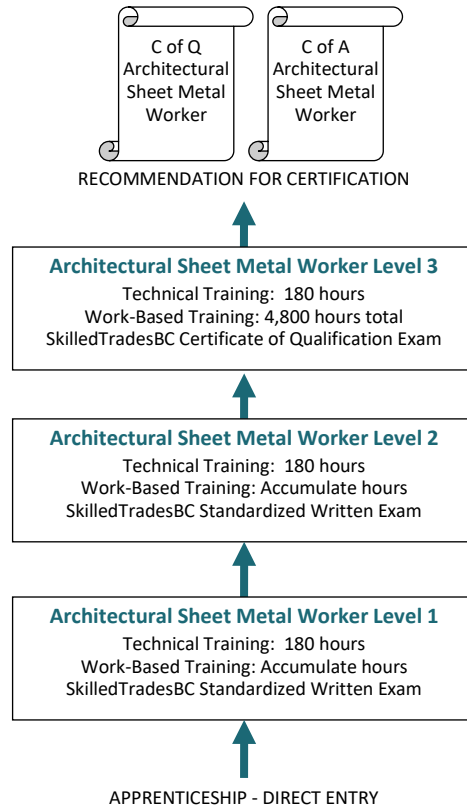 C of Q
Architectural
Sheet Metal
Worker
C of A
Architectural
Sheet Metal
Worker
RECOMMENDATION FOR CERTIFICATION
Architectural Sheet Metal Worker Level 3
Technical Training:  180 hours
Work-Based Training: 4,800 hours total
SkilledTradesBC Certificate of Qualification Exam
Architectural Sheet Metal Worker Level 2
Technical Training:  180 hours
Work-Based Training: Accumulate hours
SkilledTradesBC Standardized Written Exam
Architectural Sheet Metal Worker Level 1
Technical Training:  180 hours
Work-Based Training: Accumulate hours
SkilledTradesBC Standardized Written Exam
APPRENTICESHIP - DIRECT ENTRY